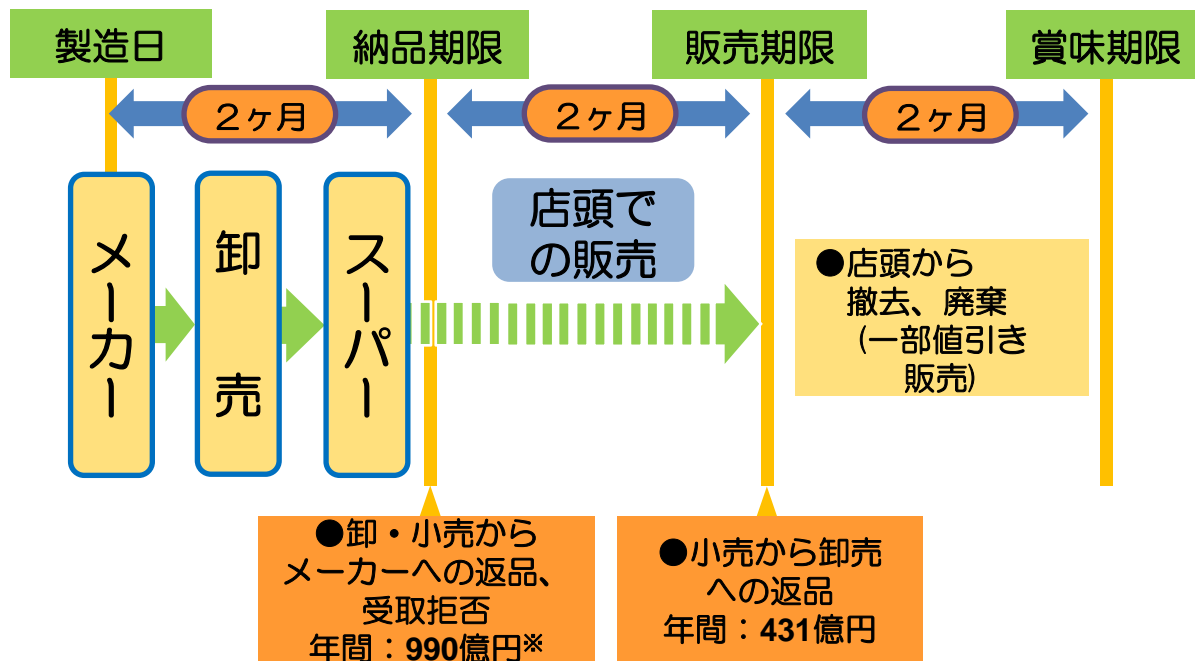 製造日
納品期限
販売期限
賞味期限
２ヶ月
２ヶ月
２ヶ月
メーカー
卸売
スーパー
店頭で
の販売
●店頭から
撤去、廃棄
(一部値引き
販売)
●卸・小売から
メーカーへの返品、
受取拒否
年間：990億円※
●小売から卸売
への返品
年間：431億円